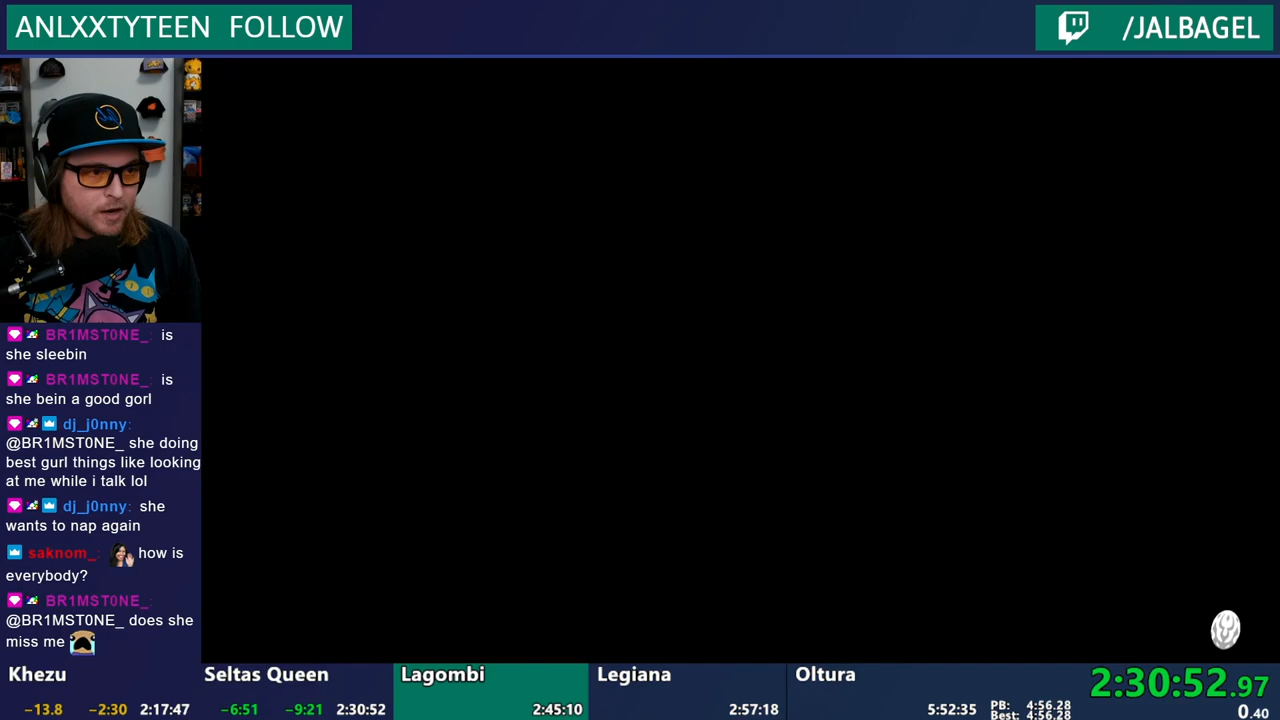 ANLXXTYTEEN FOLLOW
/JALBAGEL
BR1MST0NE_: is
she sleebin
BR1MST0NE_: is
she bein a good gorl
dj_j0nny:
@BR1MST0NE_ she doing
best gurl things like looking
at me while i talk lol
dj_j0nny: she
wants to nap again
saknom_: how is
everybody?
BR1MST0NE_:
@BR1MST0NE_ does she
miss me
Khezu
−13.8 −2:30 2:17:47
Seltas Queen
−6:51 −9:21 2:30:52
Lagombi
2:45:10
Legiana
2:57:18
Oltura
5:52:35
PB: 4:56.28
Best: 4:56.28
2:30:52.97
0.40